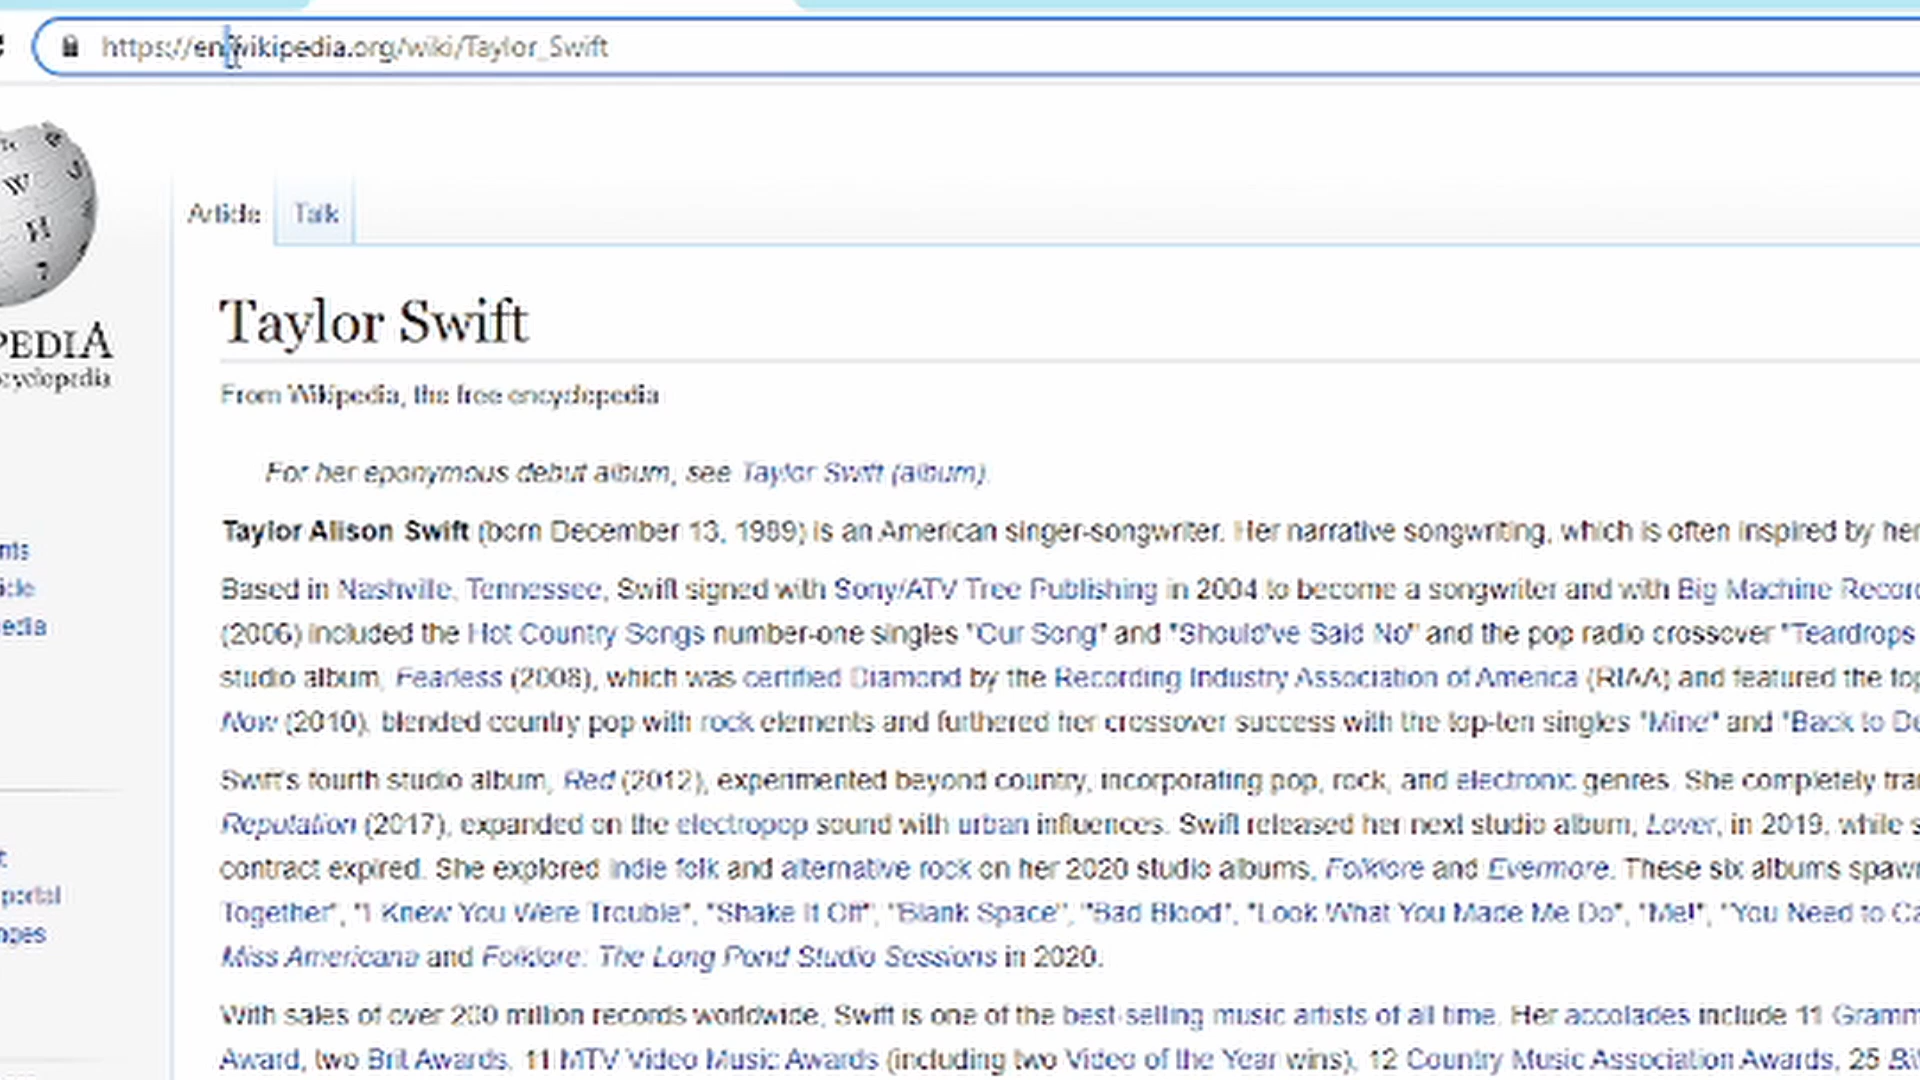 https://en.wikipedia.org/wiki/Taylor_Swift
PEDIA
cyclopedia
Article Talk
Taylor Swift
From Wikipedia, the free encyclopedia
For her eponymous debut album, see Taylor Swift (album).
Taylor Alison Swift (born December 13, 1989) is an American singer-songwriter. Her narrative songwriting, which is often inspired by her
nts
Based in Nashville, Tennessee, Swift signed with Sony/ATV Tree Publishing in 2004 to become a songwriter and with Big Machine Record
icle
(2006) included the Hot Country Songs number-one singles "Our Song" and "Should've Said No" and the pop radio crossover "Teardrops
edia
studio album, Fearless (2008), which was certified Diamond by the Recording Industry Association of America (RIAA) and featured the top
Now (2010), blended country pop with rock elements and furthered her crossover success with the top-ten singles "Mine" and "Back to De
Swift's fourth studio album, Red (2012), experimented beyond country, incorporating pop, rock, and electronic genres. She completely tra
Reputation (2017), expanded on the electropop sound with urban influences. Swift released her next studio album, Lover, in 2019, while s
t
contract expired. She explored indie folk and alternative rock on her 2020 studio albums, Folklore and Evermore. These six albums spaw
portal
Together", "I Knew You Were Trouble", "Shake It Off", "Blank Space", "Bad Blood", "Look What You Made Me Do", "Me!", "You Need to Ca
nges
Miss Americana and Folklore: The Long Pond Studio Sessions in 2020.
With sales of over 200 million records worldwide, Swift is one of the best-selling music artists of all time. Her accolades include 11 Gramm
Award, two Brit Awards, 11 MTV Video Music Awards (including two Video of the Year wins), 12 Country Music Association Awards, 25 Bil